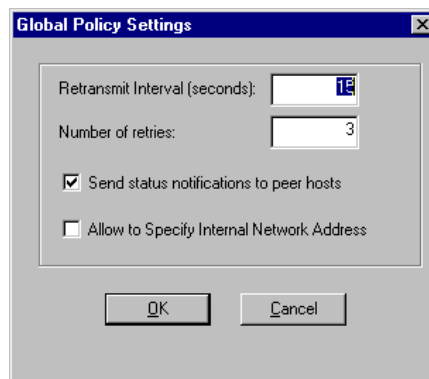 Global Policy Settings
Retransmit Interval (seconds): 15
Number of retries: 3
Send status notifications to peer hosts
Allow to Specify Internal Network Address
OK Cancel